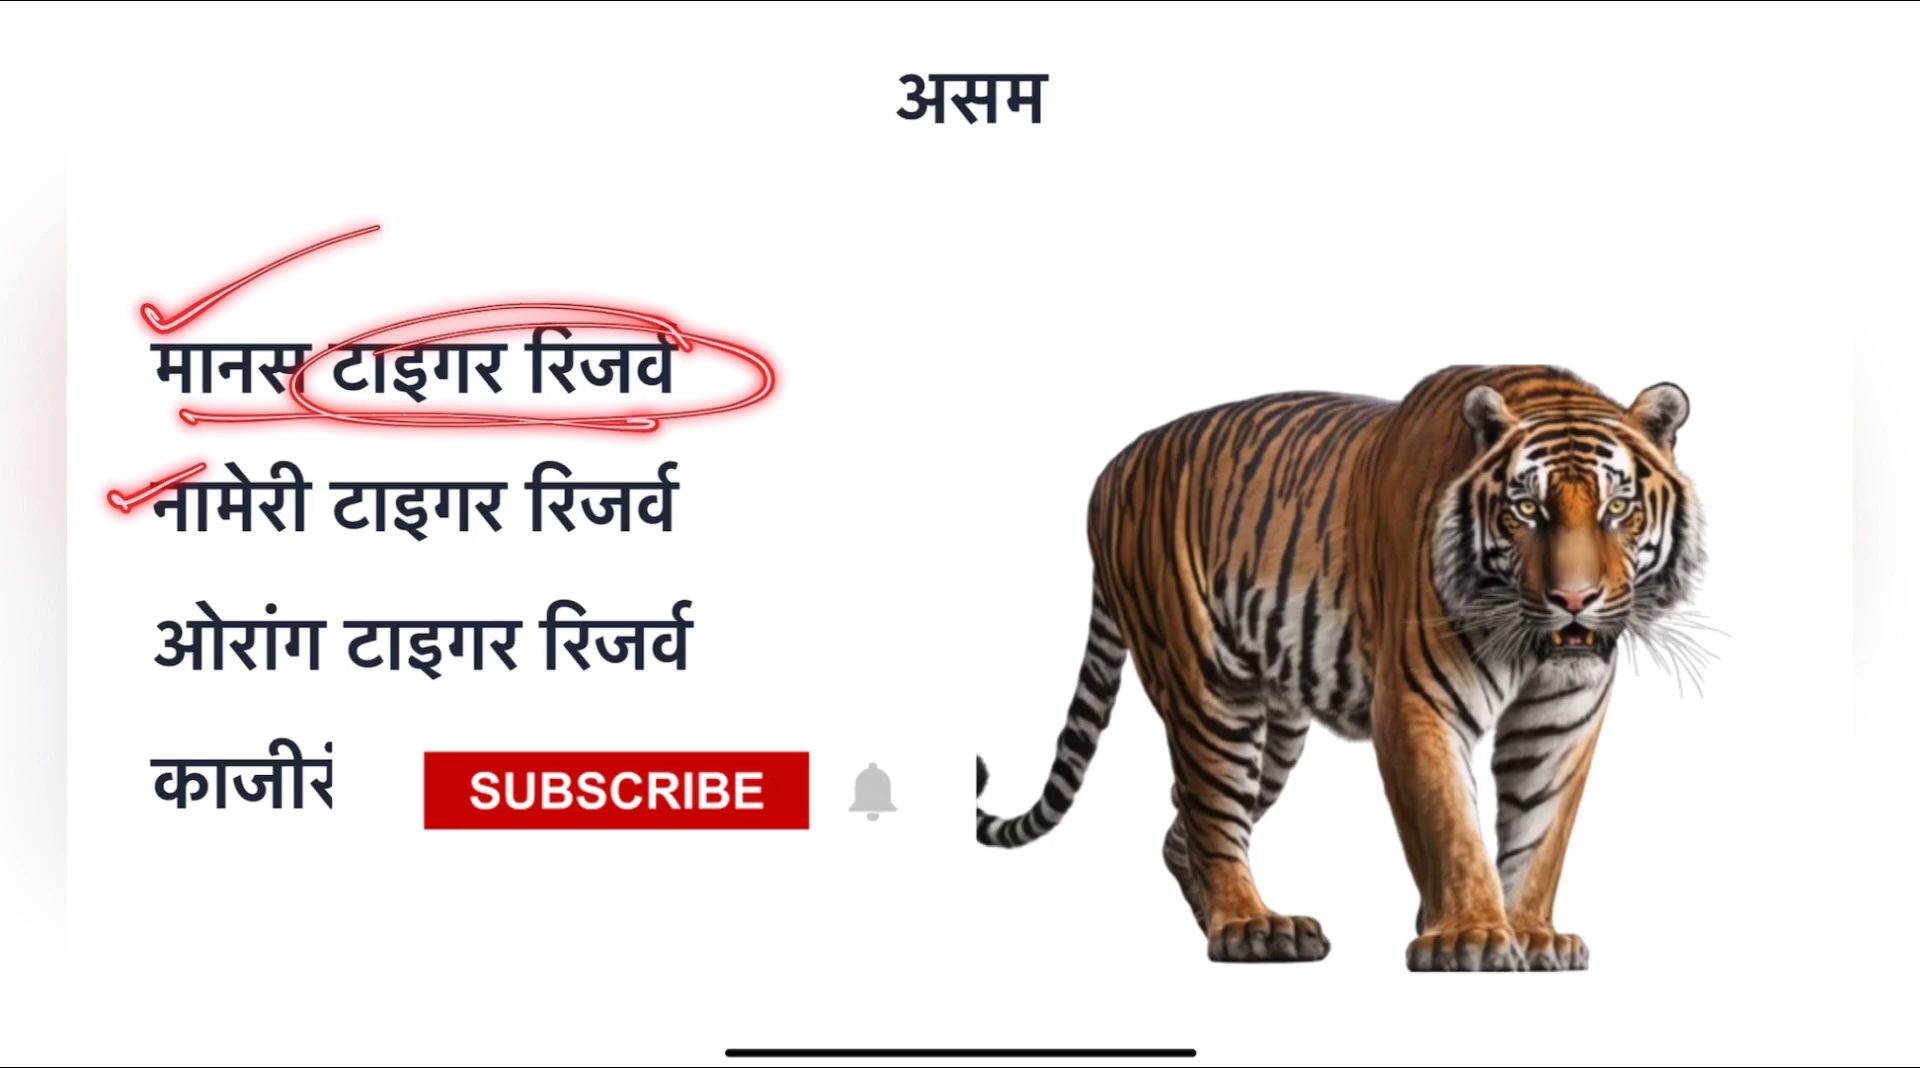 असम
मानस टाइगर रिजर्व
नामेरी टाइगर रिजर्व
ओरांग टाइगर रिजर्व
SUBSCRIBE